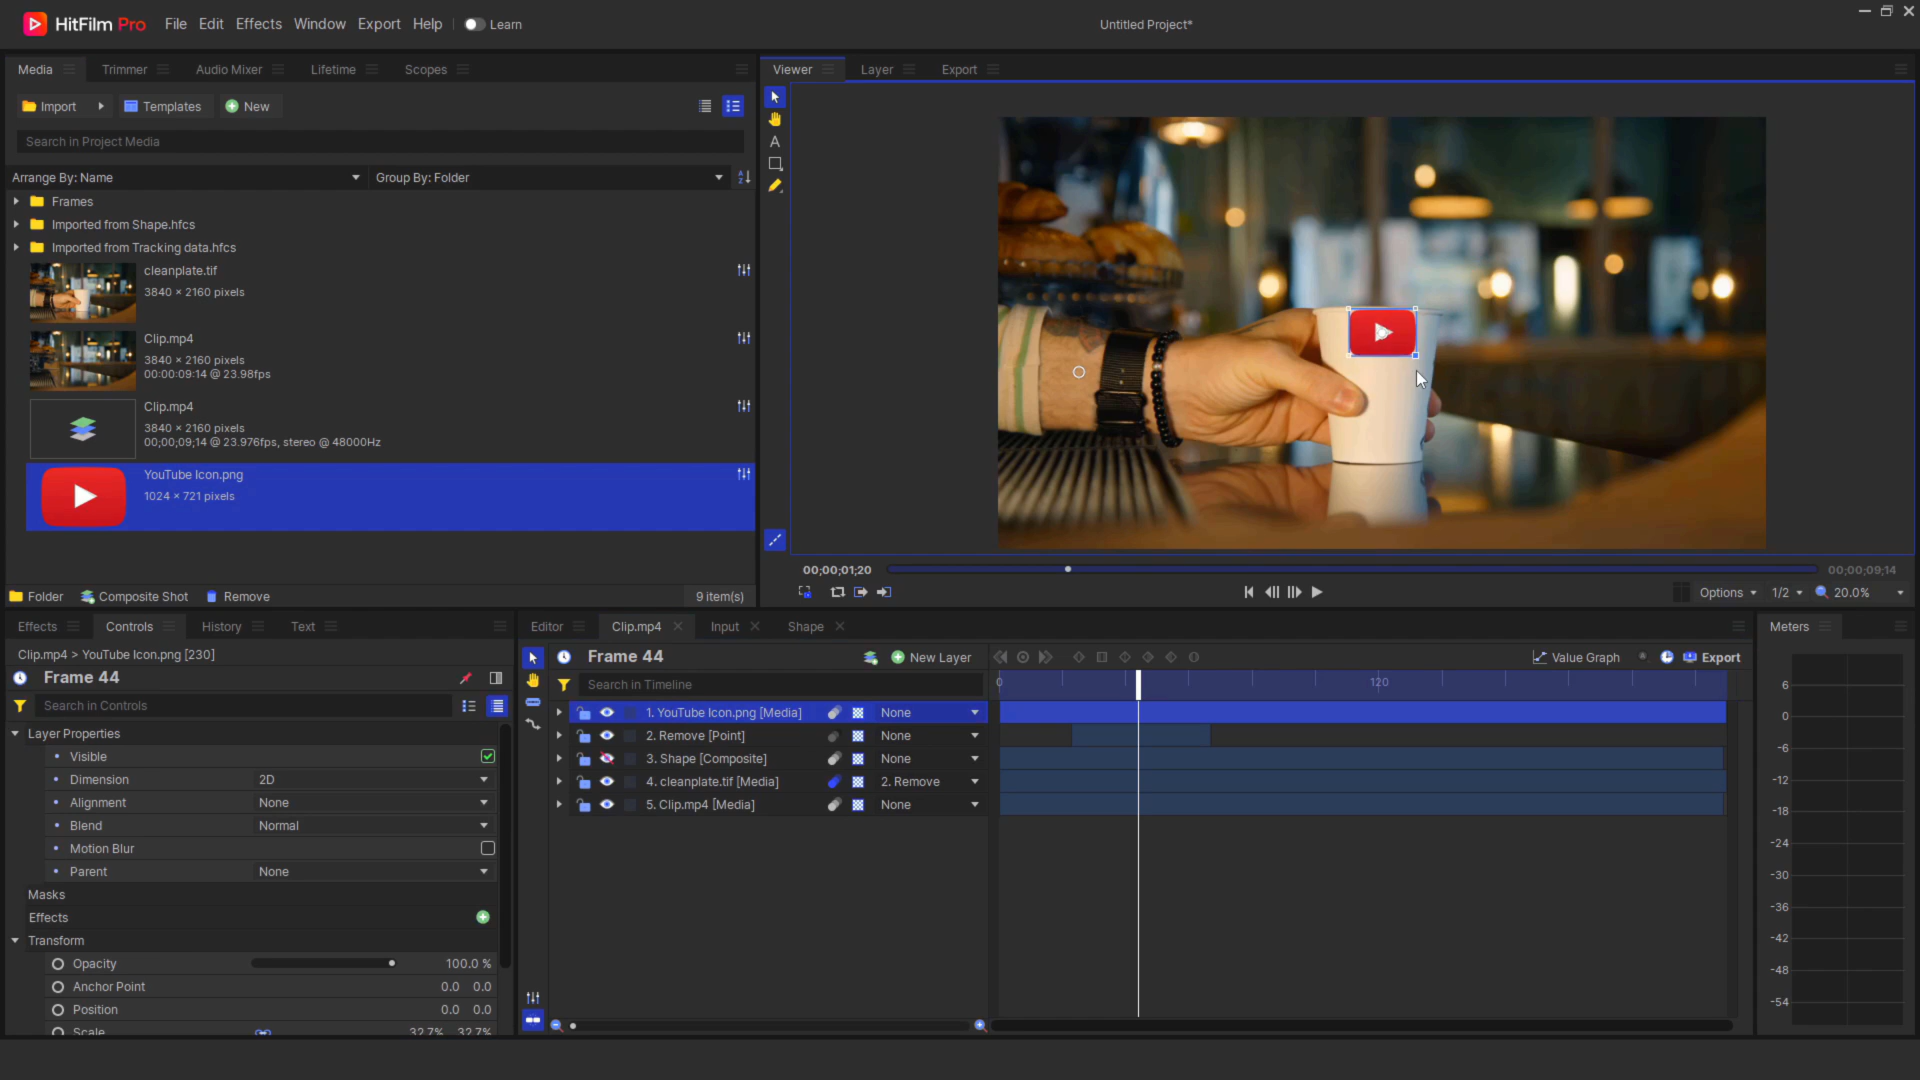 HitFilm Pro File Edit Effects Window Export Help Learn Untitled Project*
Media Trimmer Audio Mixer Lifetime Scopes
Import Templates New
Search in Project Media
Arrange By: Name Group By: Folder
Frames
Imported from Shape.hfcs
Imported from Tracking data.hfcs
cleanplate.tif
3840 × 2160 pixels
Clip.mp4
3840 × 2160 pixels
00:00:09:14 @ 23.98fps
Clip.mp4
3840 × 2160 pixels
00;00;09;14 @ 23.976fps, stereo @ 48000Hz
YouTube Icon.png
1024 × 721 pixels
Folder Composite Shot Remove 9 item(s)
Viewer Layer Export
A
00;00;01;20 00;00;09;14
Options 1/2 20.0%
Effects Controls History Text
Clip.mp4 > YouTube Icon.png [230]
Frame 44
Search in Controls
Layer Properties
Visible
Dimension 2D
Alignment None
Blend Normal
Motion Blur
Parent None
Masks
Effects
Transform
Opacity 100.0 %
Anchor Point 0.0 0.0
Position 0.0 0.0
Scale 32.7% 32.7%
Editor Clip.mp4 Input Shape
Frame 44 New Layer Value Graph Export
Search in Timeline 0 120
1. YouTube Icon.png [Media] None
2. Remove [Point] None
3. Shape [Composite] None
4. cleanplate.tif [Media] 2. Remove
5. Clip.mp4 [Media] None
Meters
6
0
-6
-12
-18
-24
-30
-36
-42
-48
-54